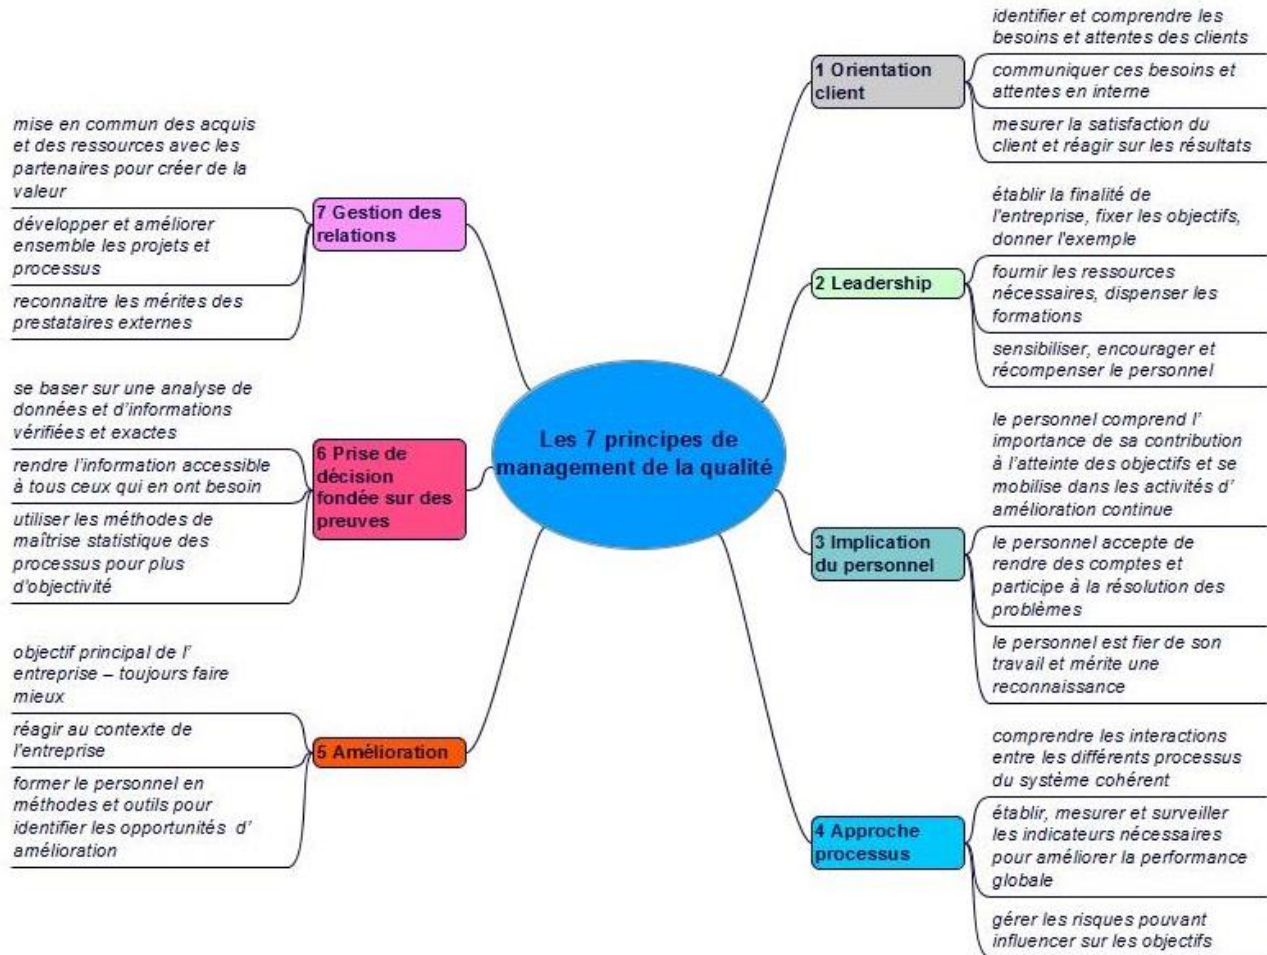 Les 7 principes de
management de la qualité
1 Orientation
client
identifier et comprendre les
besoins et attentes des clients
communiquer ces besoins et
attentes en interne
mesurer la satisfaction du
client et réagir sur les résultats
2 Leadership
établir la finalité de
l'entreprise, fixer les objectifs,
donner l'exemple
fournir les ressources
nécessaires, dispenser les
formations
sensibiliser, encourager et
récompenser le personnel
3 Implication
du personnel
le personnel comprend l'
importance de sa contribution
à l'atteinte des objectifs et se
mobilise dans les activités d'
amélioration continue
le personnel accepte de
rendre des comptes et
participe à la résolution des
problèmes
le personnel est fier de son
travail et mérite une
reconnaissance
4 Approche
processus
comprendre les interactions
entre les différents processus
du système cohérent
établir, mesurer et surveiller
les indicateurs nécessaires
pour améliorer la performance
globale
gérer les risques pouvant
influencer sur les objectifs
5 Amélioration
objectif principal de l'
entreprise – toujours faire
mieux
réagir au contexte de
l'entreprise
former le personnel en
méthodes et outils pour
identifier les opportunités d'
amélioration
6 Prise de
décision
fondée sur des
preuves
se baser sur une analyse de
données et d'informations
vérifiées et exactes
rendre l'information accessible
à tous ceux qui en ont besoin
utiliser les méthodes de
maîtrise statistique des
processus pour plus
d'objectivité
7 Gestion des
relations
mise en commun des acquis
et des ressources avec les
partenaires pour créer de la
valeur
développer et améliorer
ensemble les projets et
processus
reconnaitre les mérites des
prestataires externes